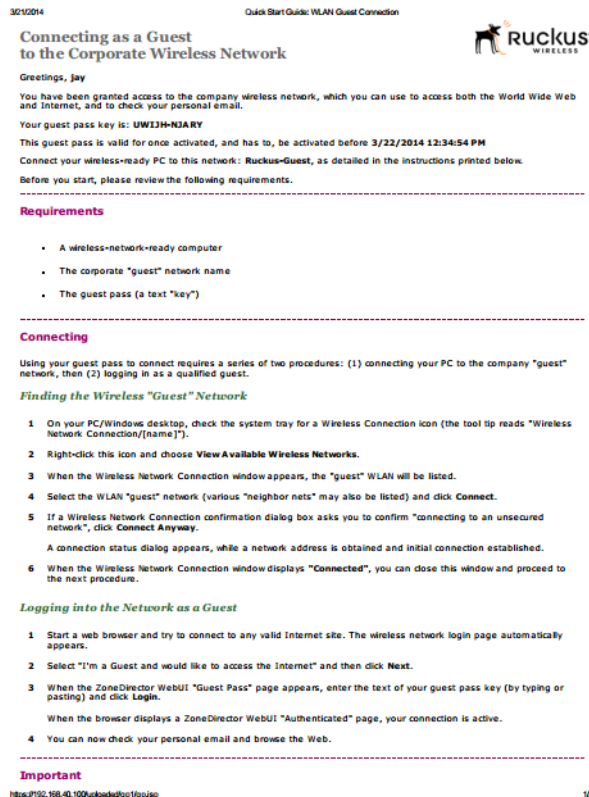 3/21/2014
Quick Start Guide: WLAN Guest Connection
Connecting as a Guest
to the Corporate Wireless Network
RUCKUS
WIRELESS
Greetings, jay
You have been granted access to the company wireless network, which you can use to access both the World Wide Web
and Internet, and to check your personal email.
Your guest pass key is: UWIJH-NJARY
This guest pass is valid for once activated, and has to, be activated before 3/22/2014 12:34:54 PM
Connect your wireless-ready PC to this network: Ruckus-Guest, as detailed in the instructions printed below.
Before you start, please review the following requirements.
Requirements
• A wireless-network-ready computer
• The corporate "guest" network name
• The guest pass (a text "key")
Connecting
Using your guest pass to connect requires a series of two procedures: (1) connecting your PC to the company "guest"
network, then (2) logging in as a qualified guest.
Finding the Wireless "Guest" Network
1 On your PC/Windows desktop, check the system tray for a Wireless Connection icon (the tool tip reads "Wireless
Network Connection/[name]").
2 Right-click this icon and choose View Available Wireless Networks.
3 When the Wireless Network Connection window appears, the "guest" WLAN will be listed.
4 Select the WLAN "guest" network (various "neighbor nets" may also be listed) and click Connect.
5 If a Wireless Network Connection confirmation dialog box asks you to confirm "connecting to an unsecured
network", click Connect Anyway.
A connection status dialog appears, while a network address is obtained and initial connection established.
6 When the Wireless Network Connection window displays "Connected", you can close this window and proceed to
the next procedure.
Logging into the Network as a Guest
1 Start a web browser and try to connect to any valid Internet site. The wireless network login page automatically
appears.
2 Select "I'm a Guest and would like to access the Internet" and then click Next.
3 When the ZoneDirector WebUI "Guest Pass" page appears, enter the text of your guest pass key (by typing or
pasting) and click Login.
When the browser displays a ZoneDirector WebUI "Authenticated" page, your connection is active.
4 You can now check your personal email and browse the Web.
Important
https://192.168.40.100/uploaded/gp1/gp.jsp